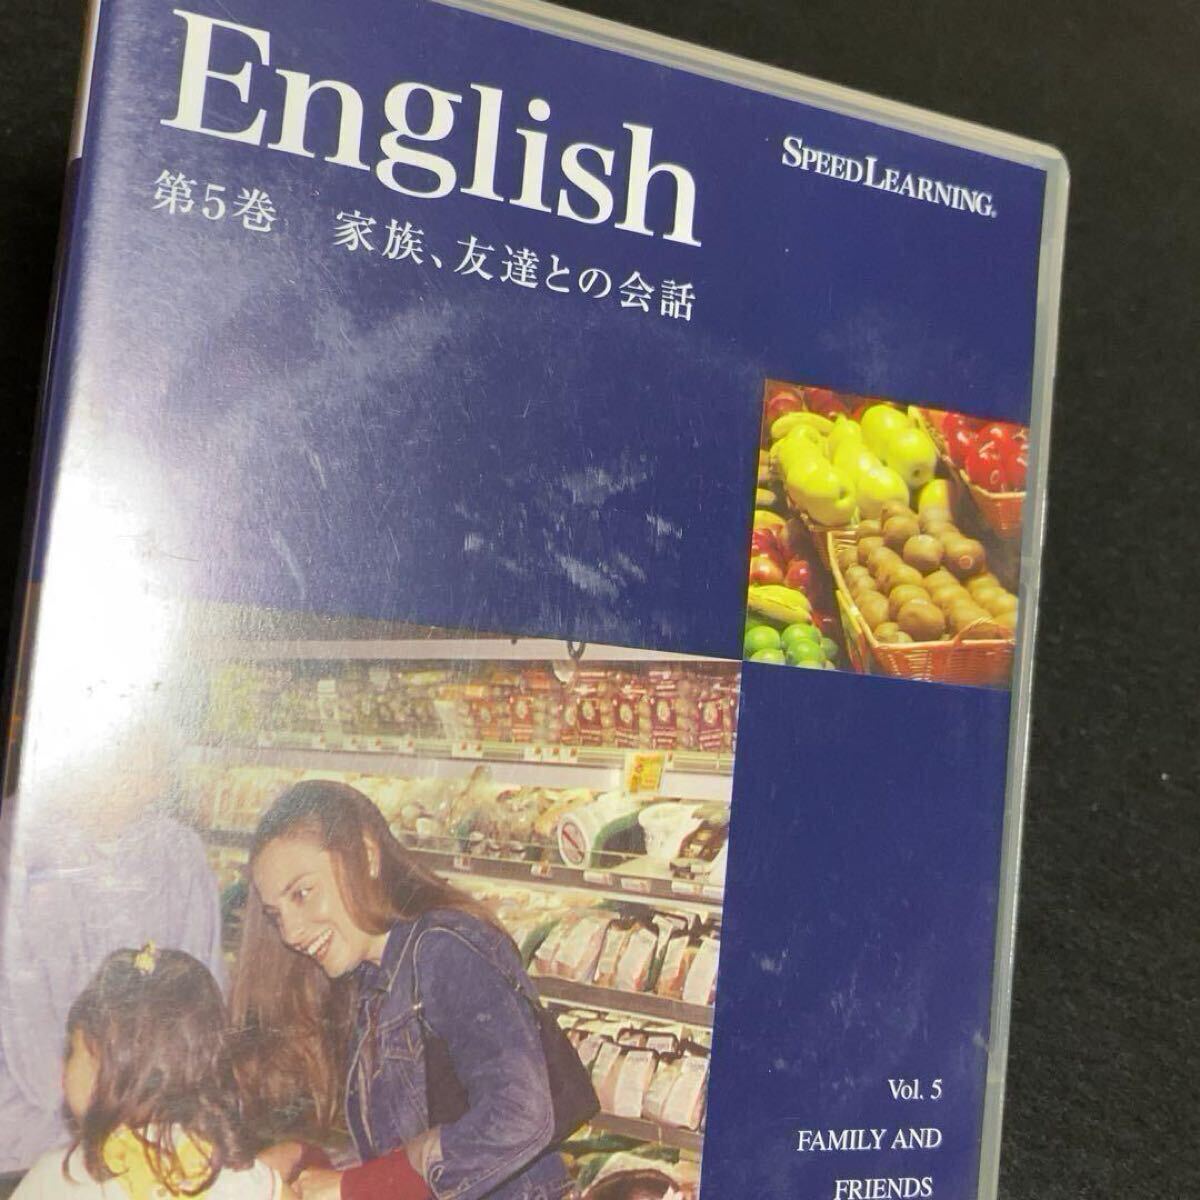 English
SPEEDLEARNING®
第5巻　家族、友達との会話
Vol. 5
FAMILY AND
FRIENDS